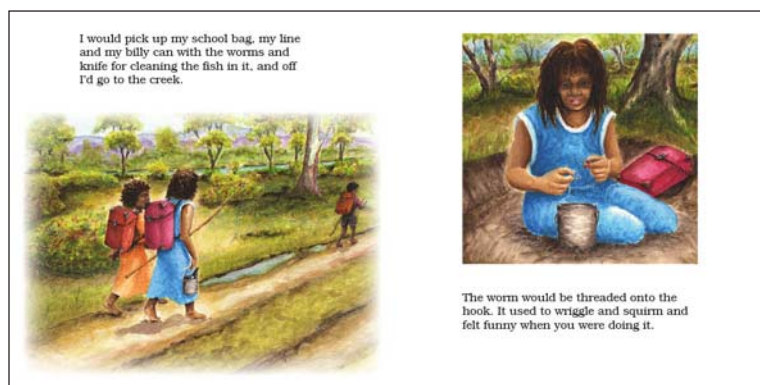 I would pick up my school bag, my line
and my billy can with the worms and
knife for cleaning the fish in it, and off
I'd go to the creek.
The worm would be threaded onto the
hook. It used to wriggle and squirm and
felt funny when you were doing it.